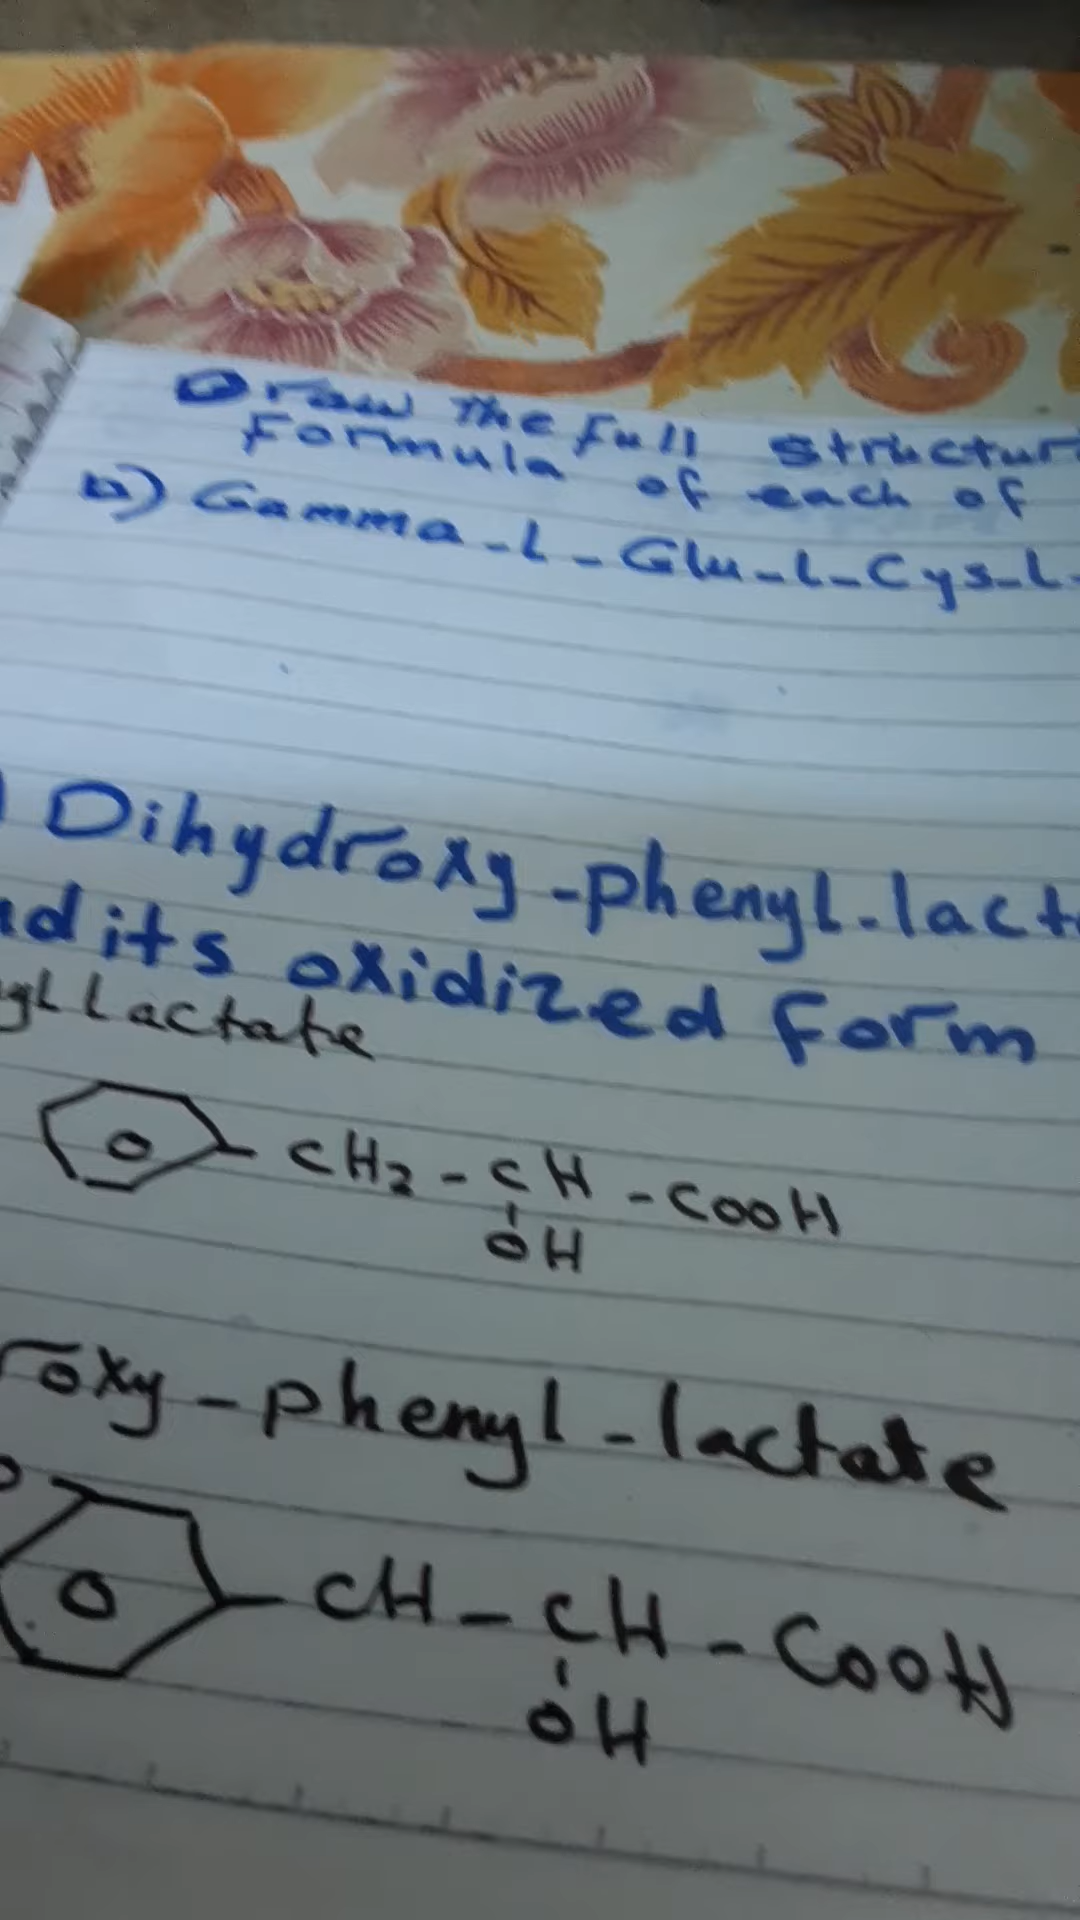 Draw the full structur
Formula of each of
a) Gamma-L-Glu-L-Cys-L-
Dihydroxy-phenyl-lact
its oxidized form
Lactate
CH2 - CH - COOH
OH
oxy-phenyl-lactate
CH - CH - COOH
OH